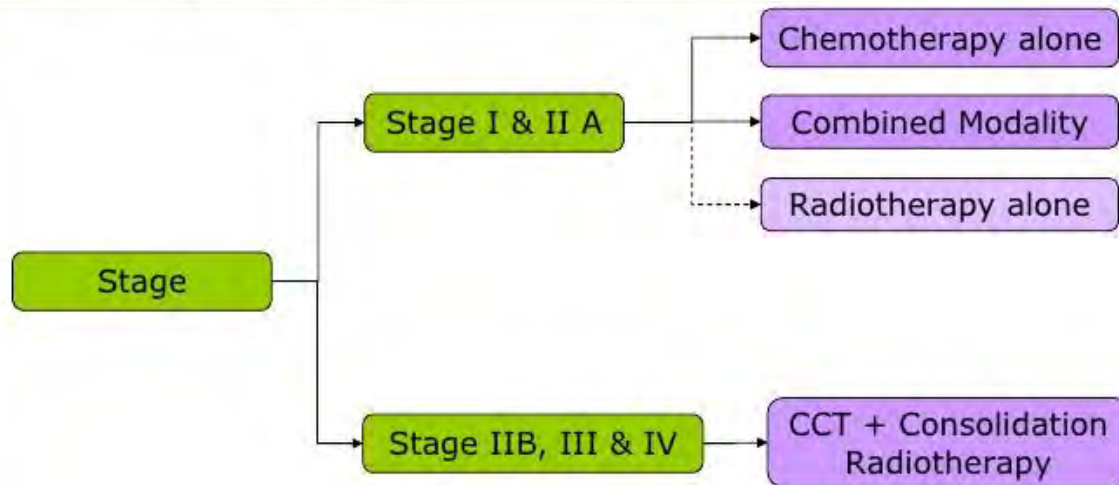 Chemotherapy alone
Stage I & II A
Combined Modality
Radiotherapy alone
Stage
Stage IIB, III & IV
CCT + Consolidation
Radiotherapy